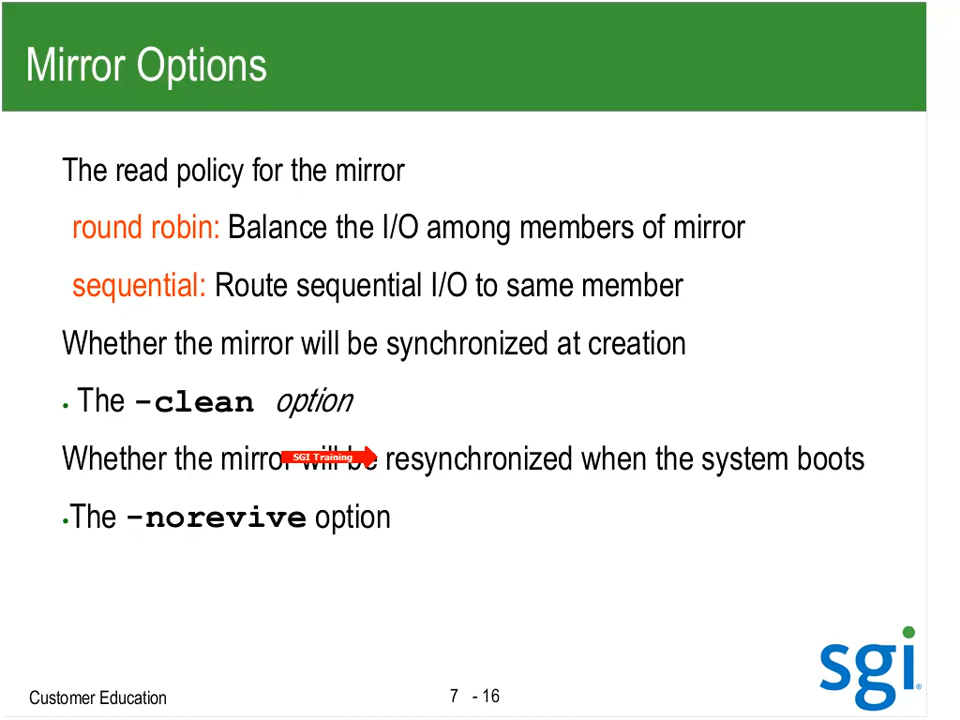 Mirror Options
The read policy for the mirror
round robin: Balance the I/O among members of mirror
sequential: Route sequential I/O to same member
Whether the mirror will be synchronized at creation
• The -clean option
Whether the mirror will be resynchronized when the system boots
SGI Training
•The -norevive option
sgi®
Customer Education
7 - 16